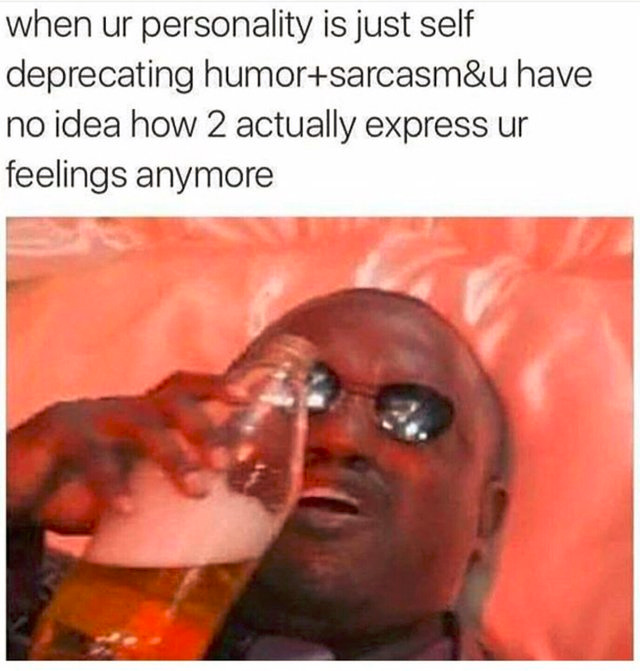 when ur personality is just self
deprecating humor+sarcasm&u have
no idea how 2 actually express ur
feelings anymore